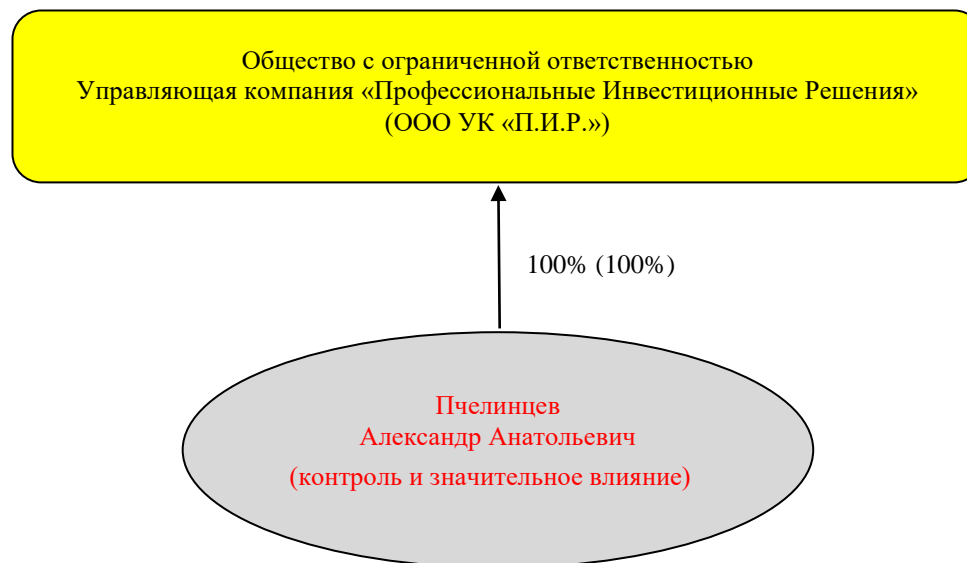 Общество с ограниченной ответственностью
Управляющая компания «Профессиональные Инвестиционные Решения»
(ООО УК «П.И.Р.»)
100% (100%)
Пчелинцев
Александр Анатольевич
(контроль и значительное влияние)